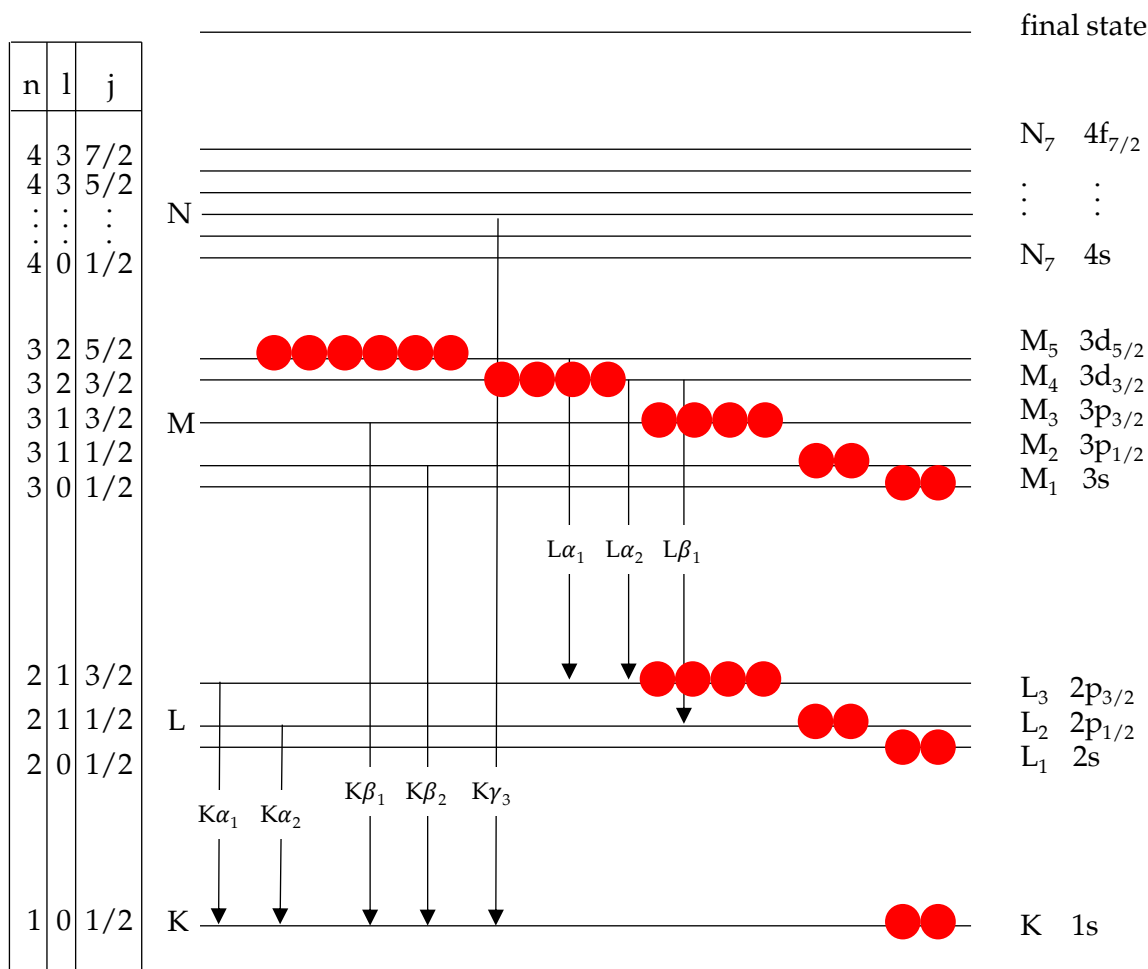 final state
n l j
N₇ 4f₇/₂
4 3 7/2
4 3 5/2
⋮ ⋮ ⋮ N ⋮ ⋮
4 0 1/2 N₇ 4s
3 2 5/2 M₅ 3d₅/₂
3 2 3/2 M₄ 3d₃/₂
3 1 3/2 M M₃ 3p₃/₂
3 1 1/2 M₂ 3p₁/₂
3 0 1/2 M₁ 3s
Lα₁ Lα₂ Lβ₁
2 1 3/2 L₃ 2p₃/₂
2 1 1/2 L L₂ 2p₁/₂
2 0 1/2 L₁ 2s
Kβ₁ Kβ₂ Kγ₃
Kα₁ Kα₂
1 0 1/2 K K 1s